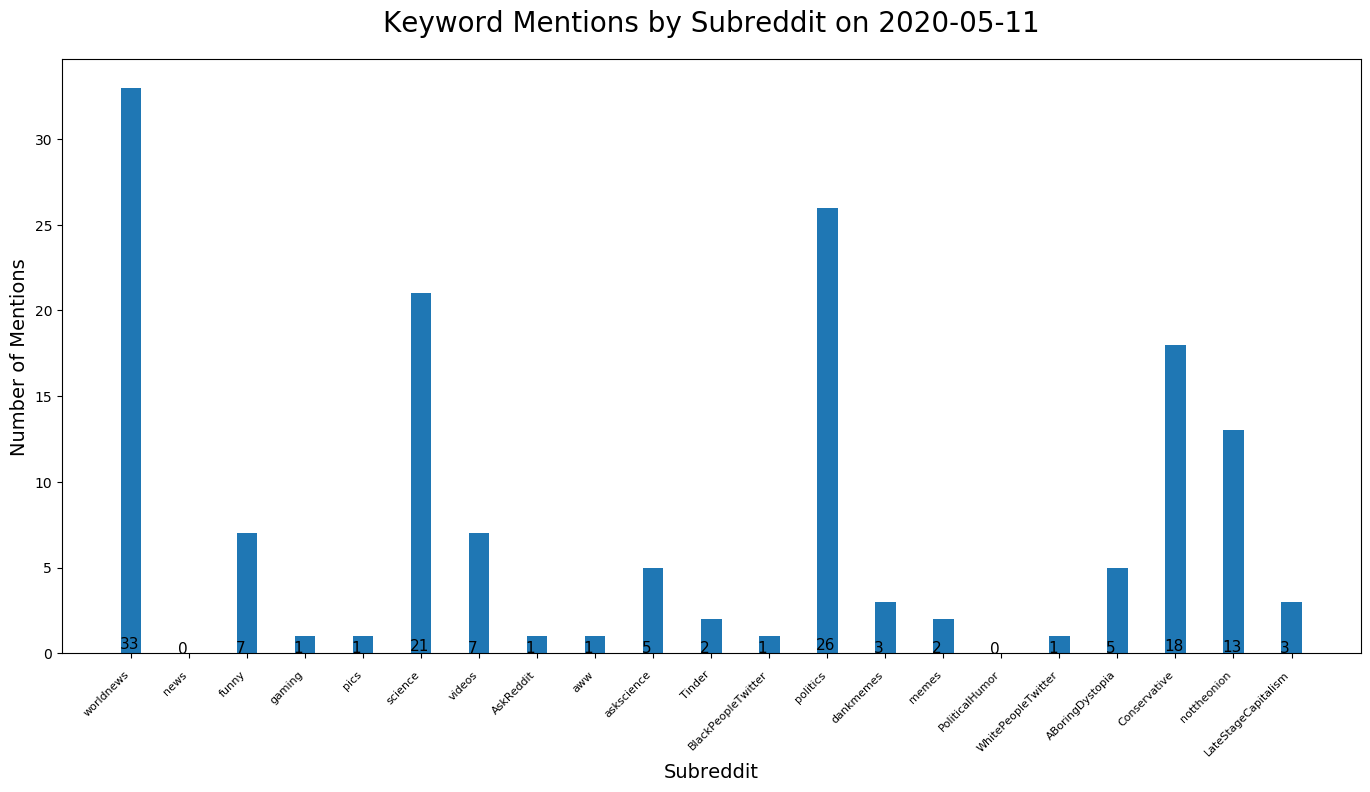 Keyword Mentions by Subreddit on 2020-05-11
Number of Mentions
30
25
20
15
10
5
0
33
0
7
1
1
21
7
1
1
5
2
1
26
3
2
0
1
5
18
13
3
worldnews
news
funny
gaming
pics
science
videos
AskReddit
aww
askscience
Tinder
BlackPeopleTwitter
politics
dankmemes
memes
PoliticalHumor
WhitePeopleTwitter
ABoringDystopia
Conservative
nottheonion
LateStageCapitalism
Subreddit